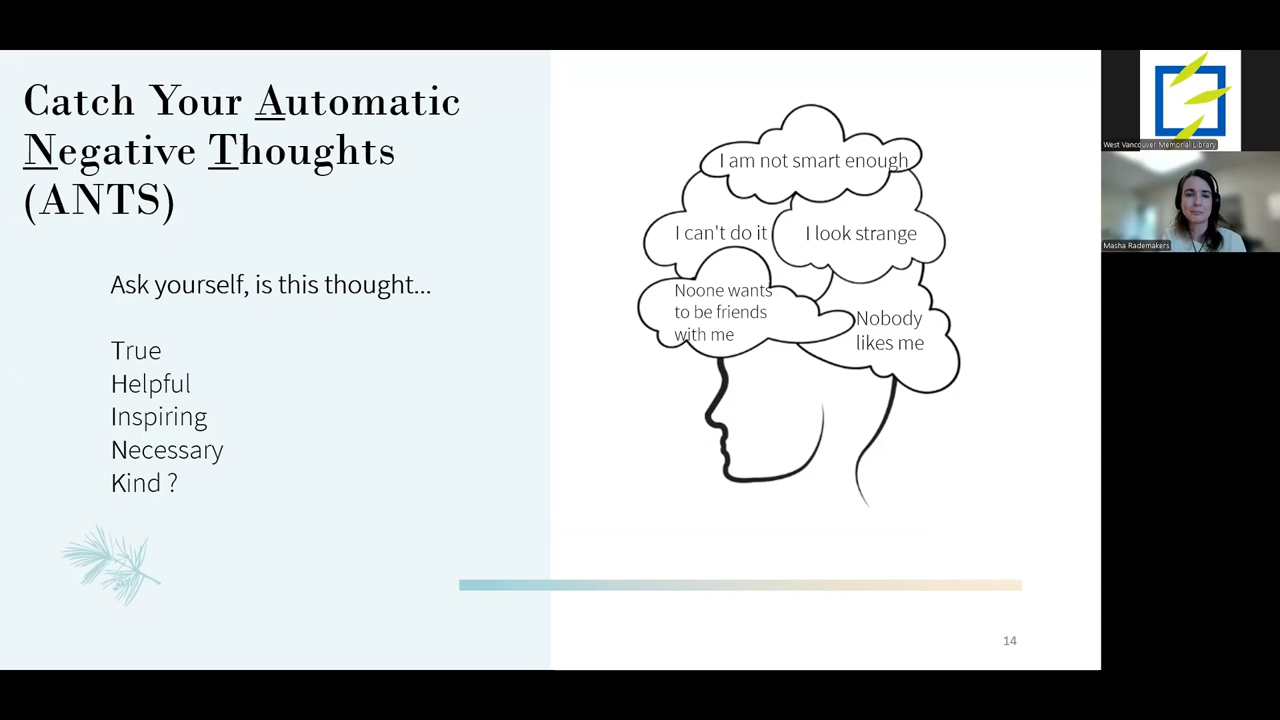 Catch Your Automatic
Negative Thoughts
(ANTS)
Ask yourself, is this thought...
True
Helpful
Inspiring
Necessary
Kind ?
I am not smart enough
I can't do it
I look strange
Noone wants
to be friends
with me
Nobody
likes me
14
West Vancouver Memorial Library
Masha Rademakers